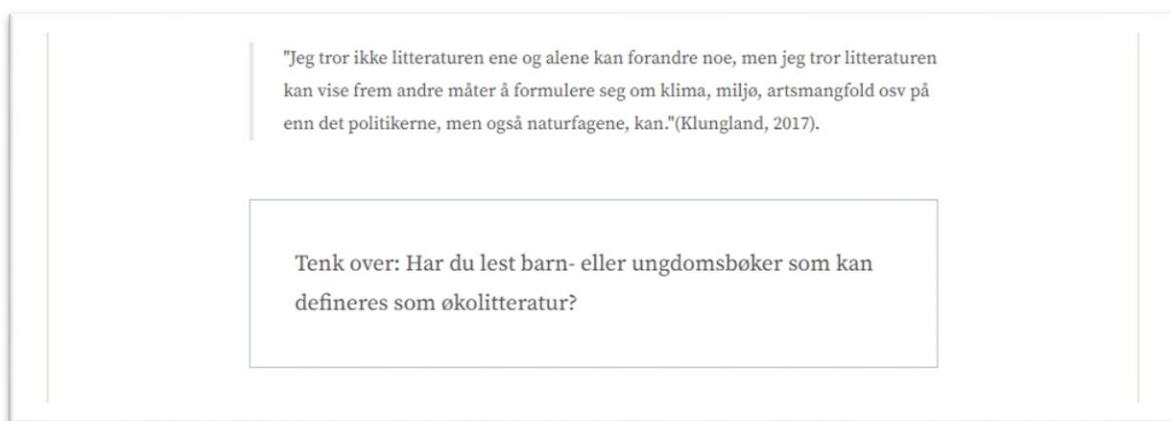 "Jeg tror ikke litteraturen ene og alene kan forandre noe, men jeg tror litteraturen
kan vise frem andre måter å formulere seg om klima, miljø, artsmangfold osv på
enn det politikerne, men også naturfagene, kan."(Klungland, 2017).
Tenk over: Har du lest barn- eller ungdomsbøker som kan
defineres som økolitteratur?